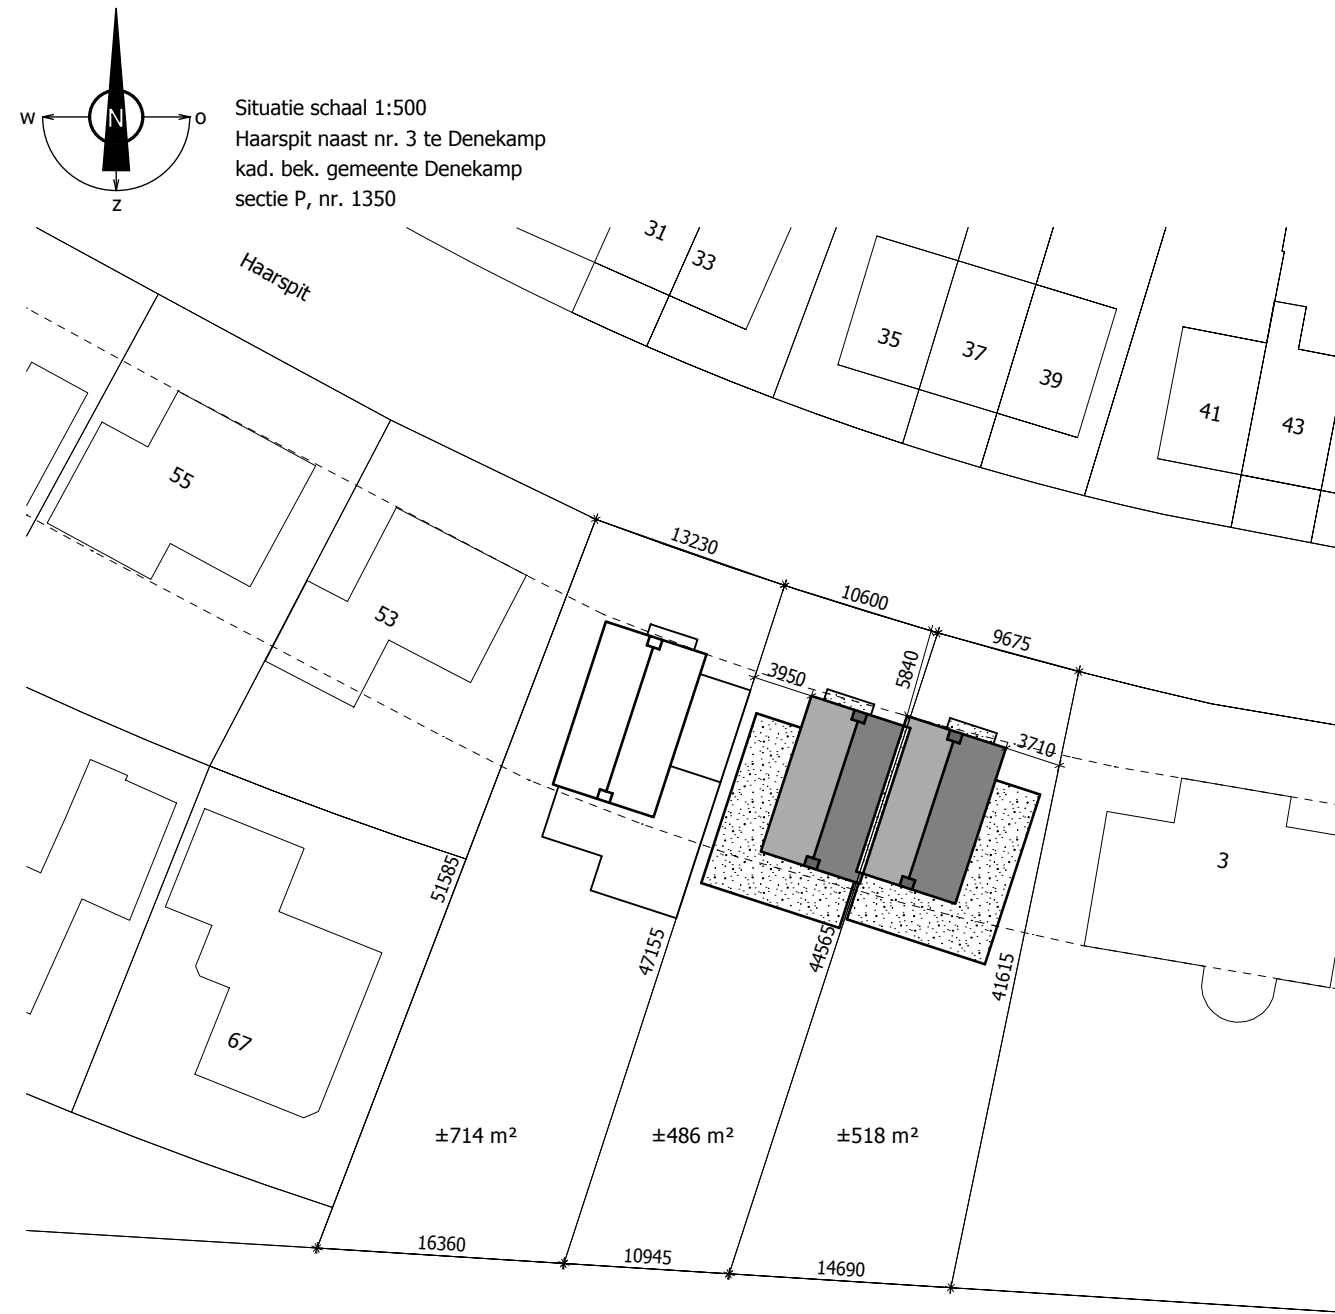 N
w
o
z
Situatie schaal 1:500
Haarspit naast nr. 3 te Denekamp
kad. bek. gemeente Denekamp
sectie P, nr. 1350
Haarspit
31
33
35
37
39
41
43
55
53
13230
10600
9675
3950
5840
3710
3
51585
47155
44565
41615
67
±714 m²
±486 m²
±518 m²
16360
10945
14690